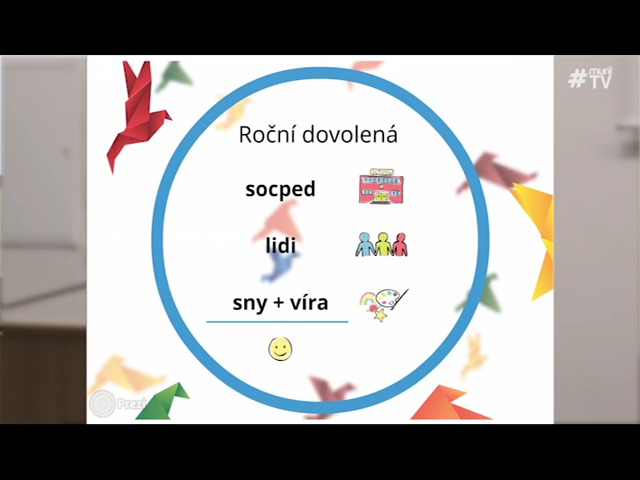 #muni
TV
Roční dovolená
socped
lidi
sny + víra
Prezi